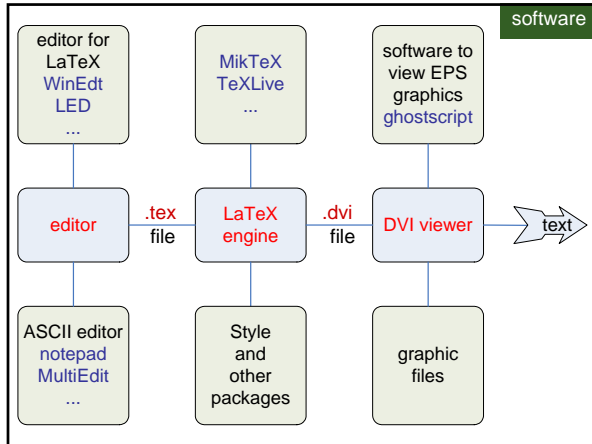 software
editor for
LaTeX
WinEdt
LED
...
MikTeX
TeXLive
...
software to
view EPS
graphics
ghostscript
editor
.tex
file
LaTeX
engine
.dvi
file
DVI viewer
text
ASCII editor
notepad
MultiEdit
...
Style
and
other
packages
graphic
files